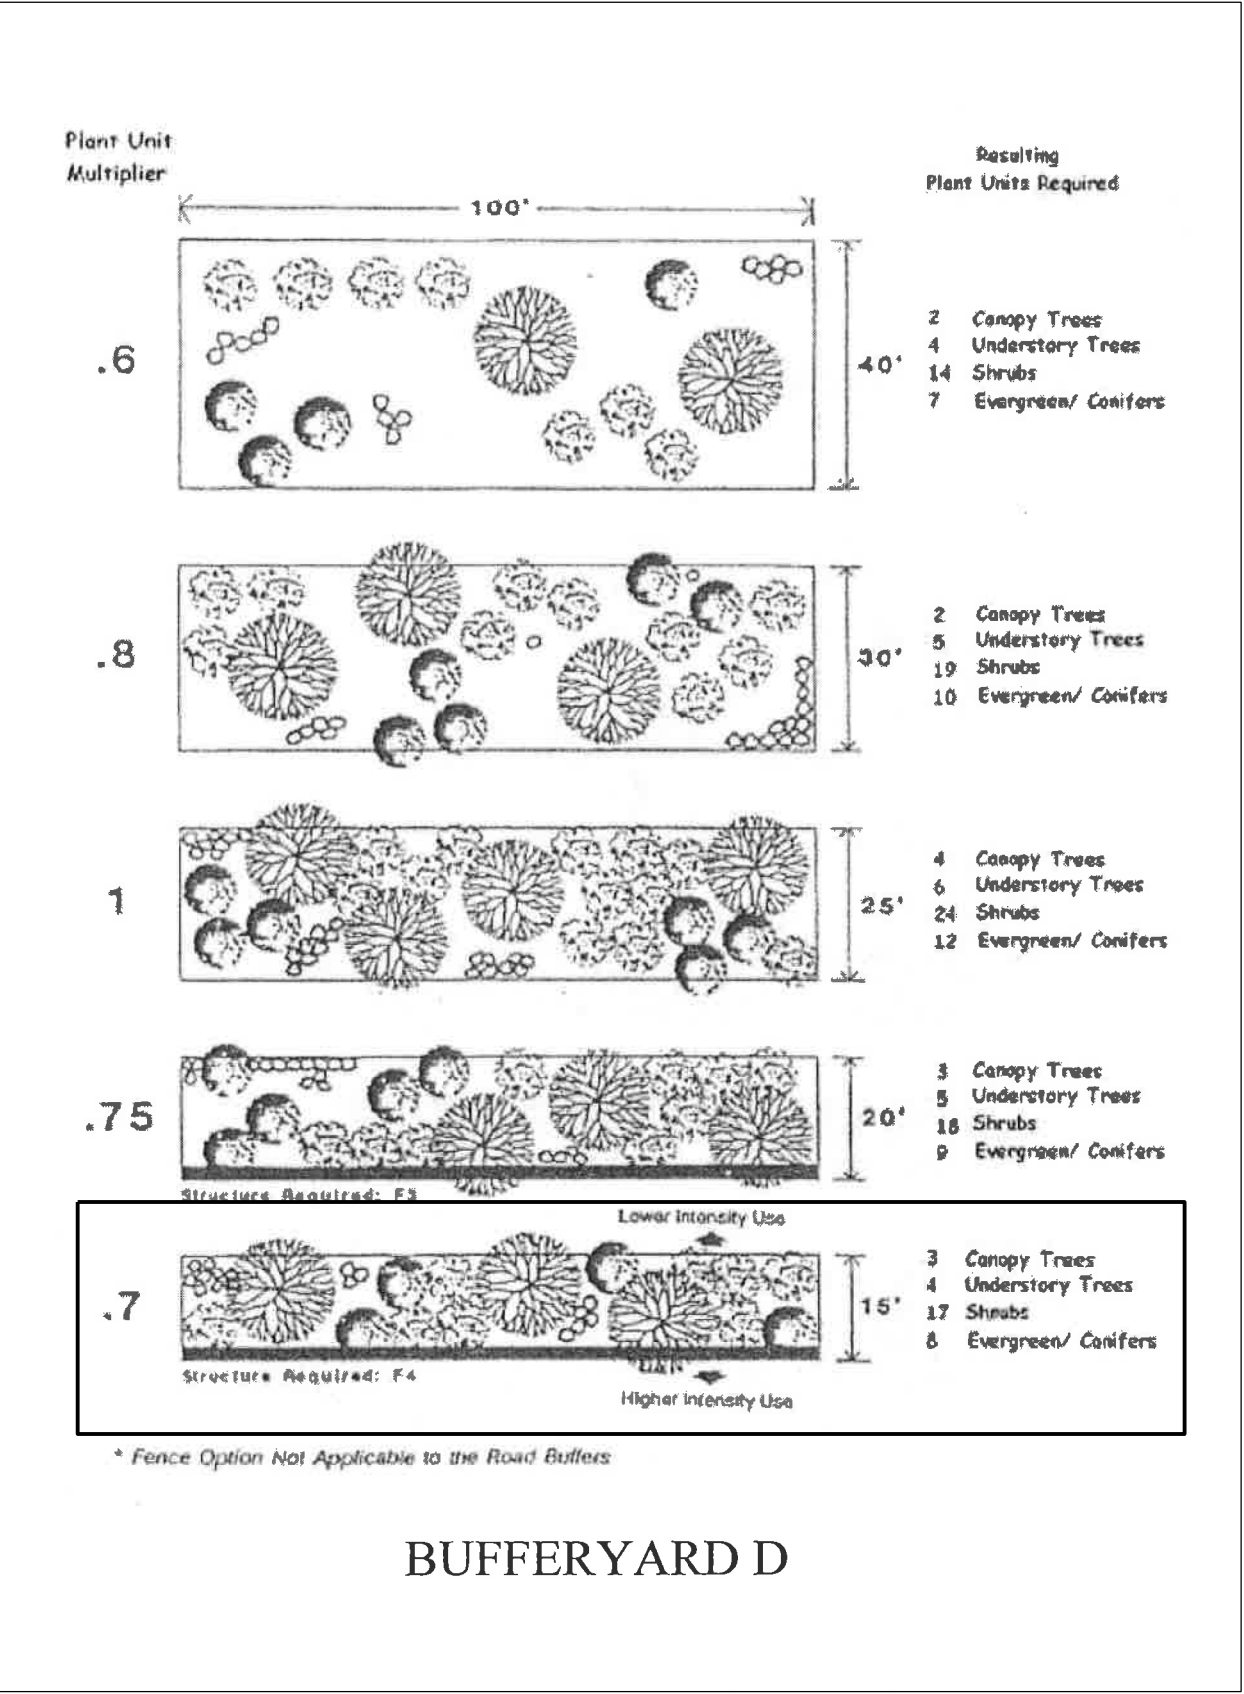 Plant Unit
Multiplier
Resulting
Plant Units Required
100'
.6
40'
2 Canopy Trees
4 Understory Trees
14 Shrubs
7 Evergreen/ Conifers
.8
30'
2 Canopy Trees
5 Understory Trees
19 Shrubs
10 Evergreen/ Conifers
1
25'
4 Canopy Trees
6 Understory Trees
24 Shrubs
12 Evergreen/ Conifers
.75
20'
3 Canopy Trees
5 Understory Trees
18 Shrubs
9 Evergreen/ Conifers
Structure Required: F3
Lower Intensity Use
.7
15'
3 Canopy Trees
4 Understory Trees
17 Shrubs
8 Evergreen/ Conifers
Structure Required: F4
Higher Intensity Use
* Fence Option Not Applicable to the Road Buffers
BUFFERYARD D